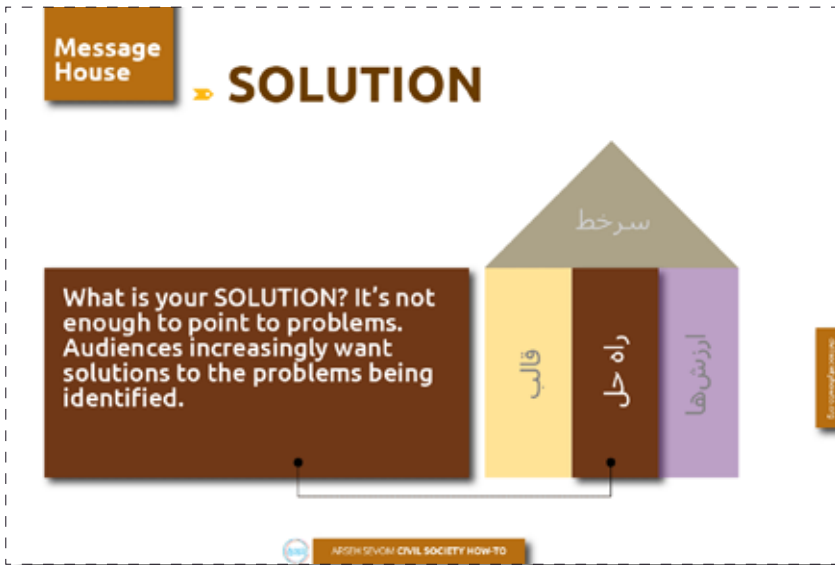 Message
House
SOLUTION
سرخط
What is your SOLUTION? It's not
enough to point to problems.
Audiences increasingly want
solutions to the problems being
identified.
قالب
راه حل
ارزش‌ها
ARSEH SEVOM CIVIL SOCIETY HOW-TO